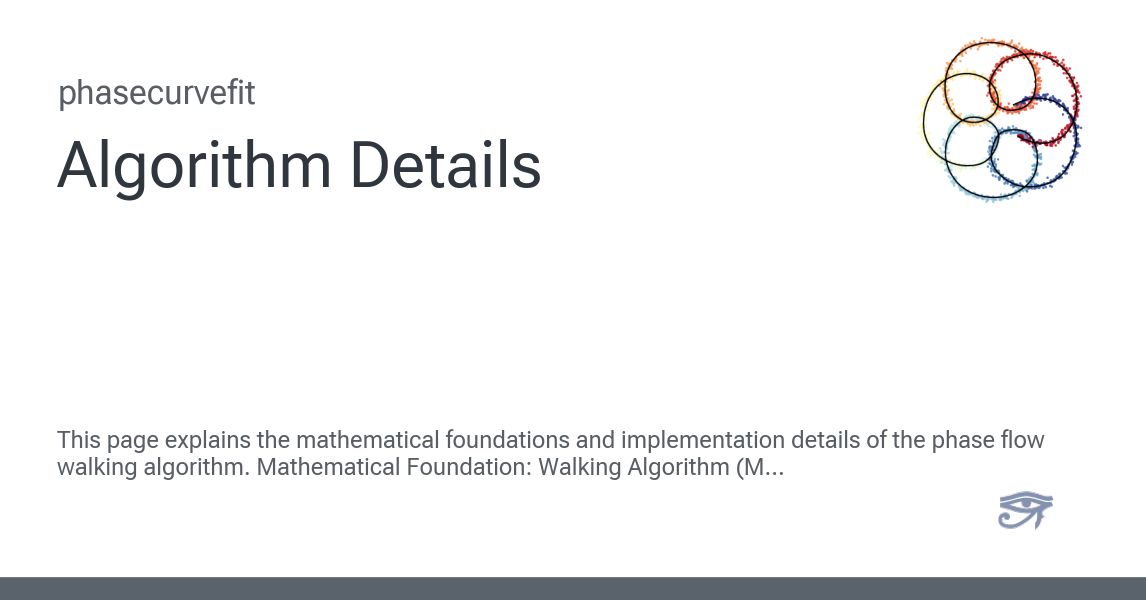 phasecurvefit
Algorithm Details
This page explains the mathematical foundations and implementation details of the phase flow
walking algorithm. Mathematical Foundation: Walking Algorithm (M...